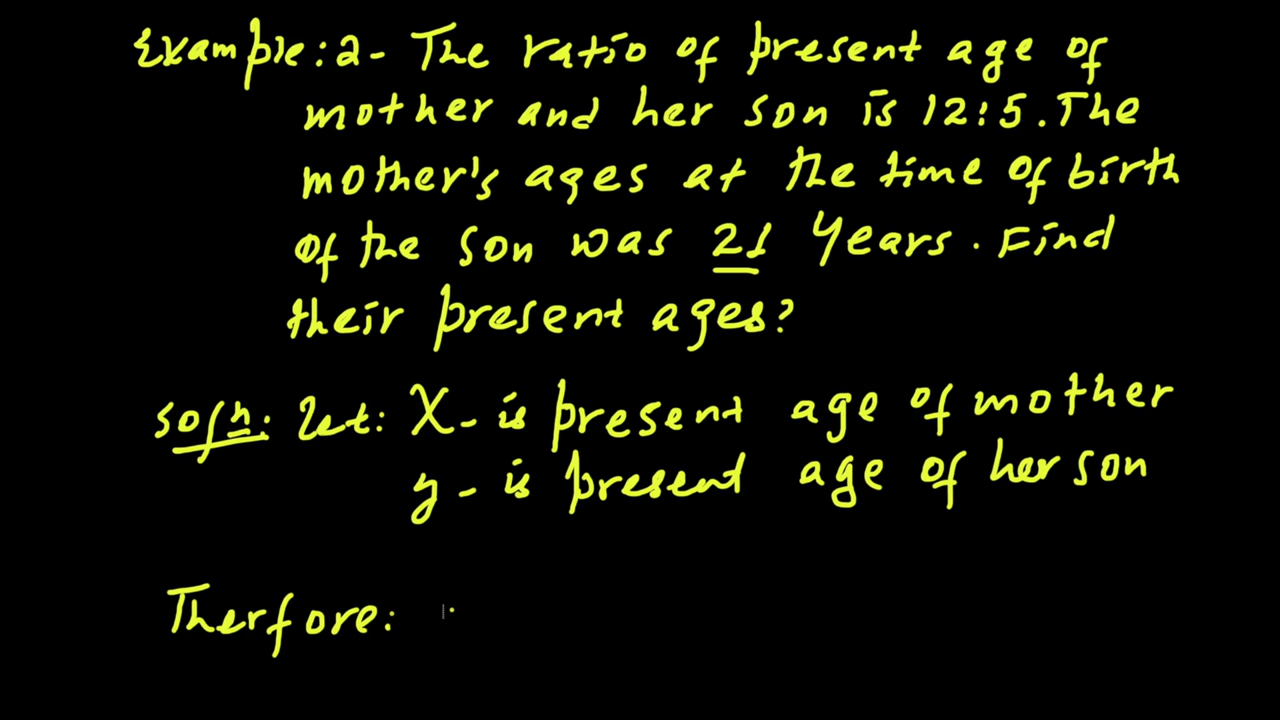 Example: 2- The ratio of present age of
mother and her son is 12:5. The
mother's ages at the time of birth
of the son was 21 years. Find
their present ages?
Soln: Let: X- is present age of mother
y- is present age of her son
Therfore: